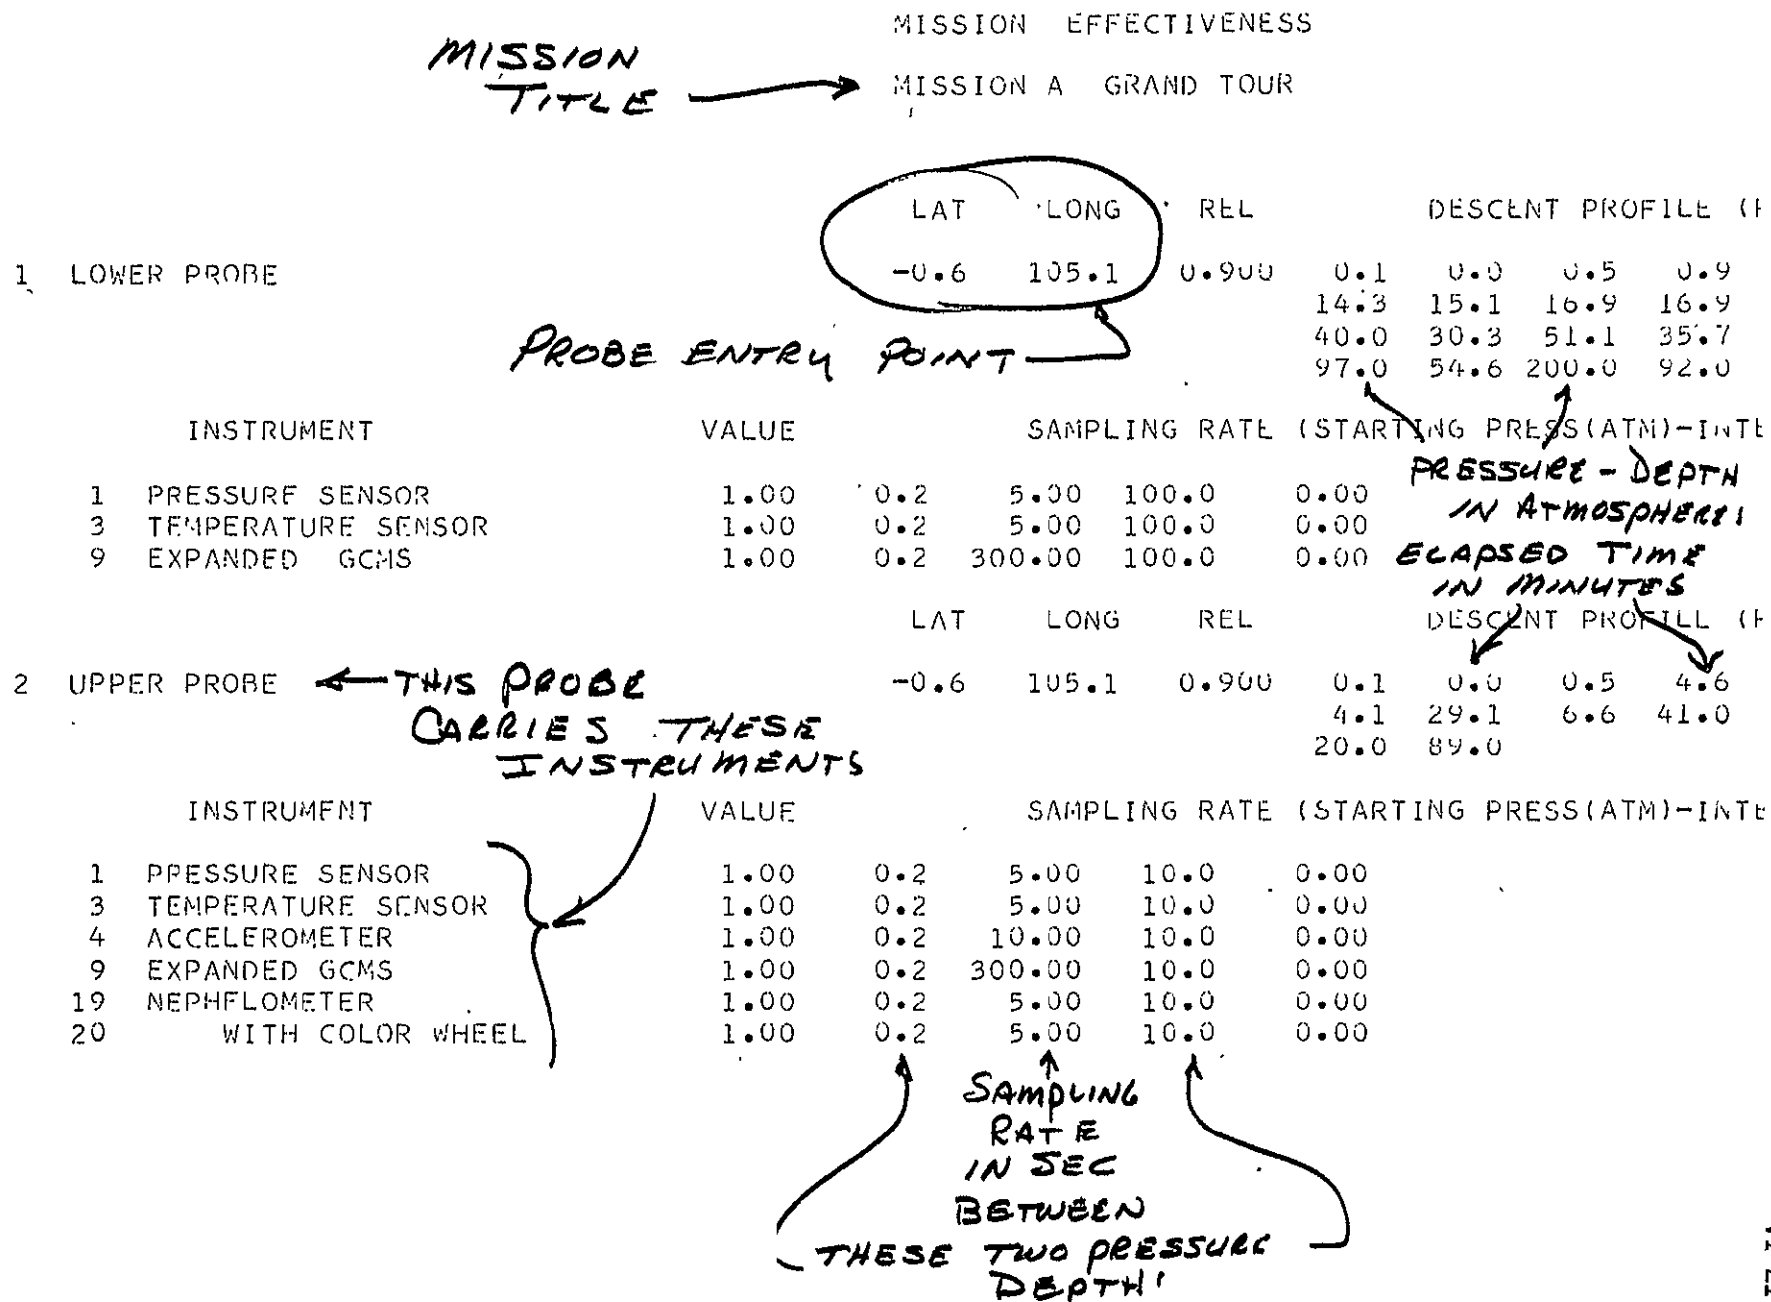 MISSION EFFECTIVENESS
MISSION
TITLE
MISSION A GRAND TOUR
LAT LONG REL DESCENT PROFILE (
1 LOWER PROBE -0.6 105.1 0.900 0.1 0.0 0.5 0.9
14.3 15.1 16.9 16.9
40.0 30.3 51.1 35.7
97.0 54.6 200.0 92.0
PROBE ENTRY POINT
INSTRUMENT VALUE SAMPLING RATE (STARTING PRESS(ATM)-INTE
1 PRESSURE SENSOR 1.00 0.2 5.00 100.0 0.00
3 TEMPERATURE SENSOR 1.00 0.2 5.00 100.0 0.00
9 EXPANDED GCMS 1.00 0.2 300.00 100.0 0.00
PRESSURE - DEPTH
IN ATMOSPHERES
ELAPSED TIME
IN MINUTES
LAT LONG REL DESCENT PROFILE (
2 UPPER PROBE -0.6 105.1 0.900 0.1 0.0 0.5 4.6
4.1 29.1 6.6 41.0
20.0 89.0
THIS PROBE
CARRIES THESE
INSTRUMENTS
INSTRUMENT VALUE SAMPLING RATE (STARTING PRESS(ATM)-INTE
1 PRESSURE SENSOR 1.00 0.2 5.00 10.0 0.00
3 TEMPERATURE SENSOR 1.00 0.2 5.00 10.0 0.00
4 ACCELEROMETER 1.00 0.2 10.00 10.0 0.00
9 EXPANDED GCMS 1.00 0.2 300.00 10.0 0.00
19 NEPHELOMETER 1.00 0.2 5.00 10.0 0.00
20 WITH COLOR WHEEL 1.00 0.2 5.00 10.0 0.00
SAMPLING
RATE
IN SEC
BETWEEN
THESE TWO PRESSURE
DEPTH'